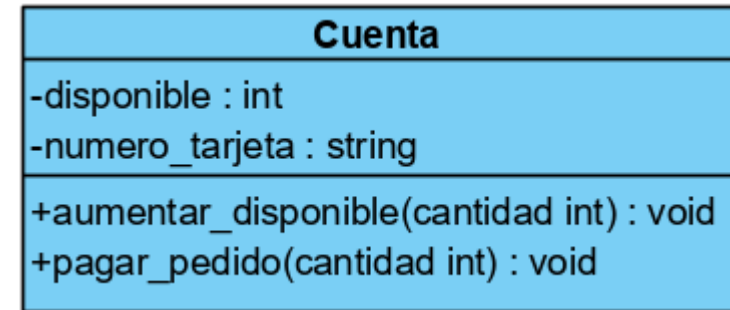 Cuenta
-disponible : int
-numero_tarjeta : string
+aumentar_disponible(cantidad int) : void
+pagar_pedido(cantidad int) : void